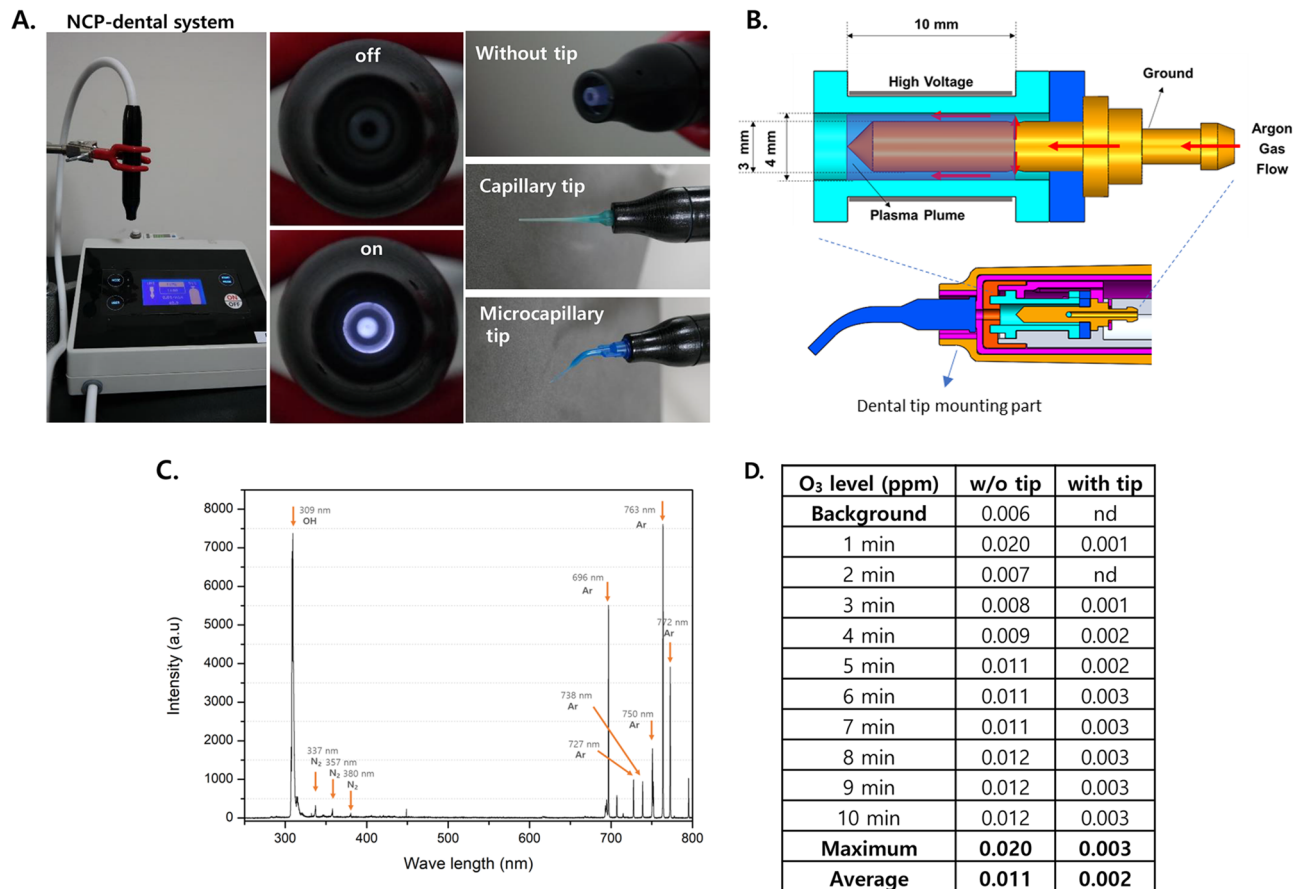 A.
NCP-dental system
off
on
Without tip
Capillary tip
Microcapillary
tip
ON
OFF
B.
10 mm
High Voltage
Ground
3 mm
4 mm
Argon
Gas
Flow
Plasma Plume
Dental tip mounting part
C.
Intensity (a.u)
8000
7000
6000
5000
4000
3000
2000
1000
0
300 400 500 600 700 800
Wave length (nm)
309 nm
OH
337 nm
N₂
357 nm
N₂
380 nm
N₂
696 nm
Ar
727 nm
Ar
738 nm
Ar
750 nm
Ar
763 nm
Ar
772 nm
Ar
D.
O₃ level (ppm) w/o tip with tip
Background 0.006 nd
1 min 0.020 0.001
2 min 0.007 nd
3 min 0.008 0.001
4 min 0.009 0.002
5 min 0.011 0.002
6 min 0.011 0.003
7 min 0.011 0.003
8 min 0.012 0.003
9 min 0.012 0.003
10 min 0.012 0.003
Maximum 0.020 0.003
Average 0.011 0.002